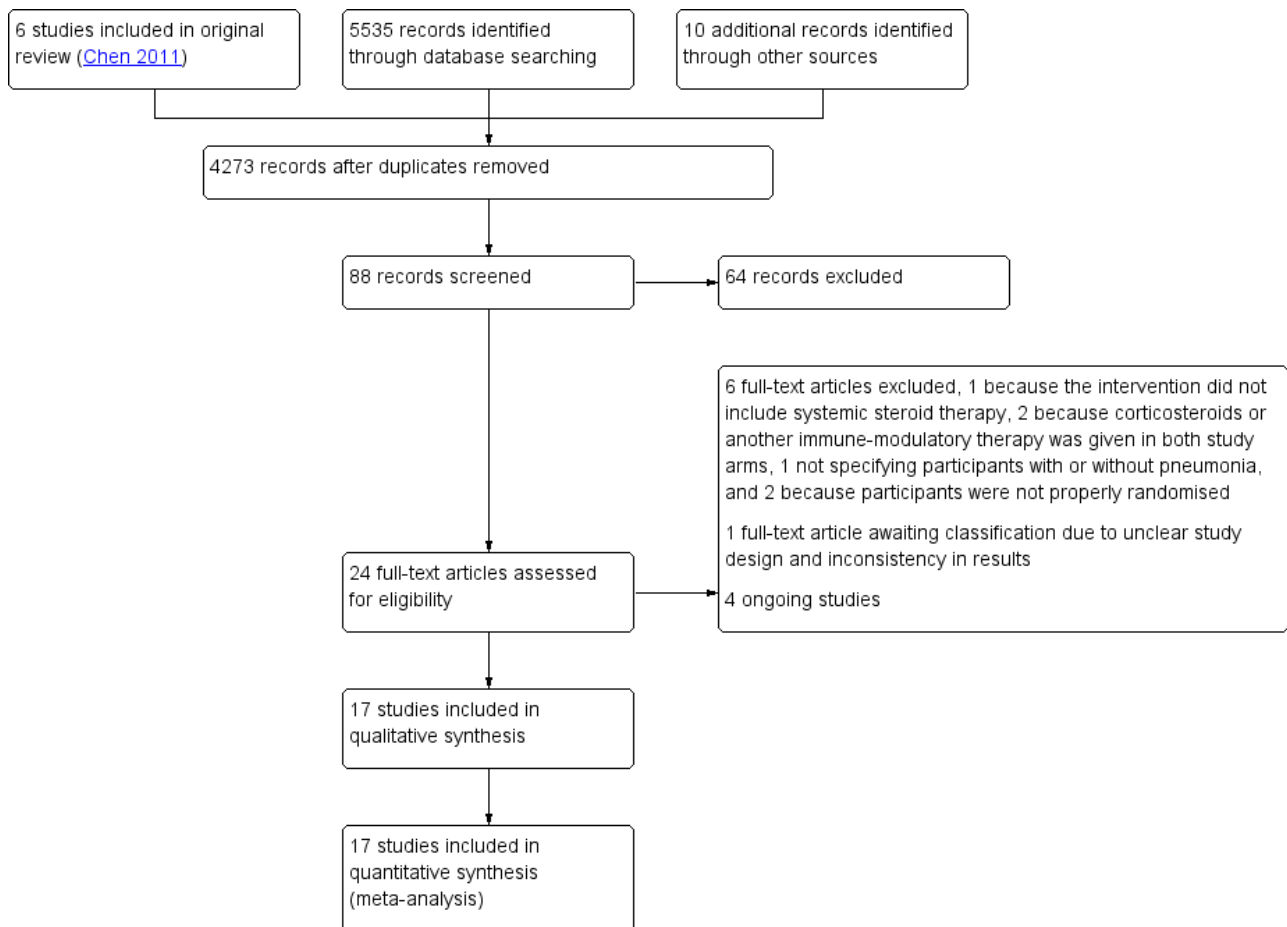 6 studies included in original
review (Chen 2011)
5535 records identified
through database searching
10 additional records identified
through other sources
4273 records after duplicates removed
88 records screened
64 records excluded
6 full-text articles excluded, 1 because the intervention did not
include systemic steroid therapy, 2 because corticosteroids or
another immune-modulatory therapy was given in both study
arms, 1 not specifying participants with or without pneumonia,
and 2 because participants were not properly randomised
1 full-text article awaiting classification due to unclear study
design and inconsistency in results
4 ongoing studies
24 full-text articles assessed
for eligibility
17 studies included in
qualitative synthesis
17 studies included in
quantitative synthesis
(meta-analysis)